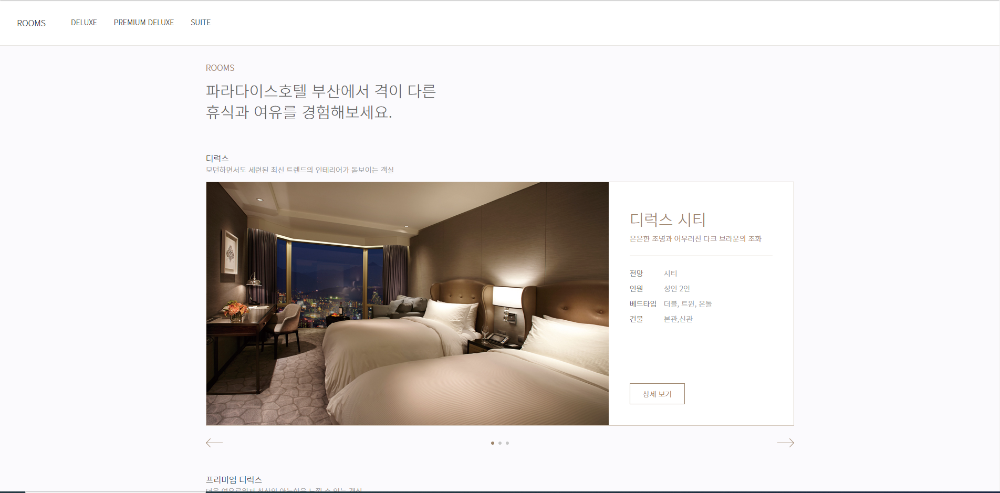 ROOMS DELUXE PREMIUM DELUXE SUITE
ROOMS
파라다이스호텔 부산에서 격이 다른
휴식과 여유를 경험해보세요.
디럭스
모던하면서도 세련된 최신 트렌드의 인테리어가 돋보이는 객실
디럭스 시티
은은한 조명과 어우러진 다크 브라운의 조화
전망 시티
인원 성인 2인
베드타입 더블, 트윈, 온돌
건물 본관,신관
상세 보기
프리미엄 디럭스